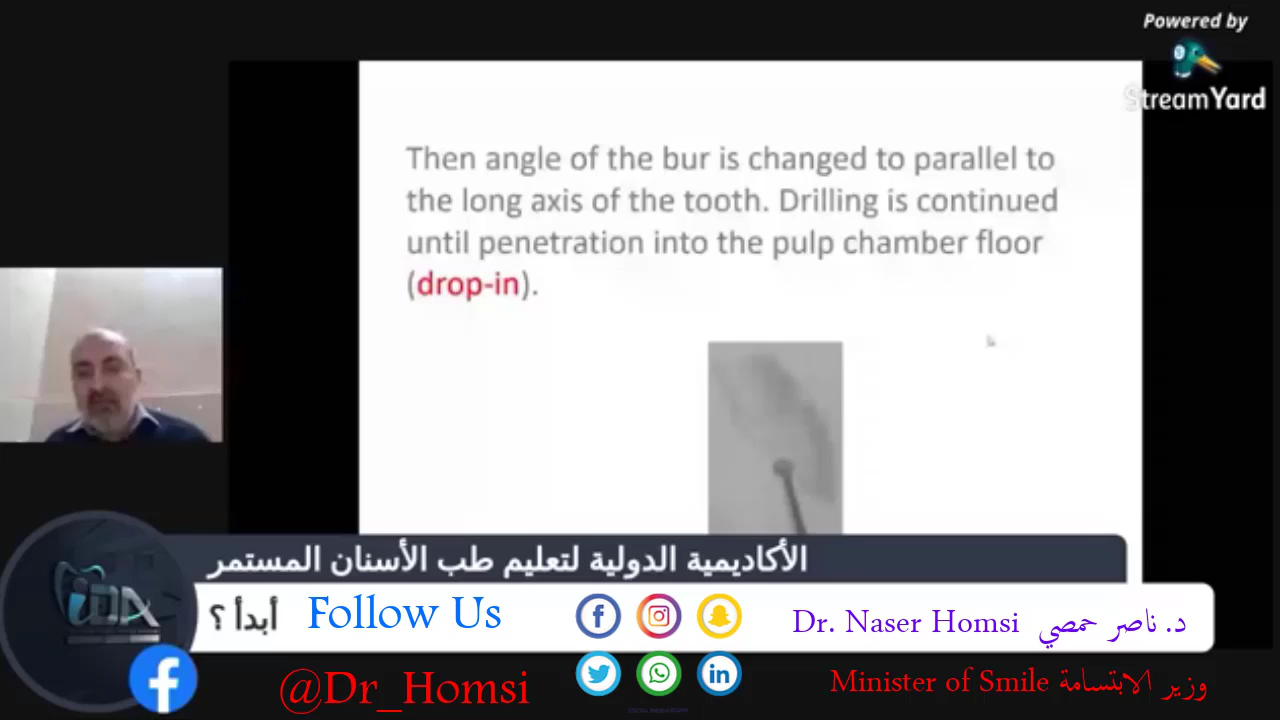 Powered by
StreamYard
Then angle of the bur is changed to parallel to
the long axis of the tooth. Drilling is continued
until penetration into the pulp chamber floor
(drop-in).
الأكاديمية الدولية لتعليم طب الأسنان المستمر
iDA
أبدأ ؟ Follow Us
Dr. Naser Homsi د. ناصر حمصي
@Dr_Homsi
Minister of Smile وزير الابتسامة